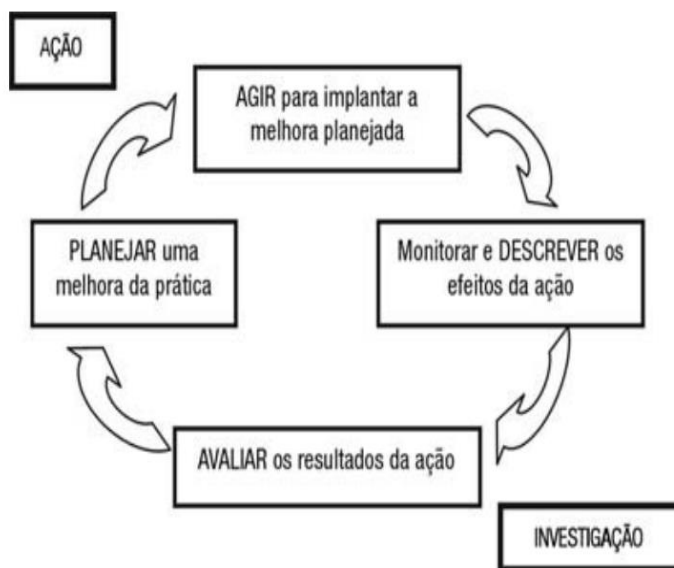 AÇÃO
AGIR para implantar a
melhora planejada
PLANEJAR uma
melhora da prática
Monitorar e DESCREVER os
efeitos da ação
AVALIAR os resultados da ação
INVESTIGAÇÃO